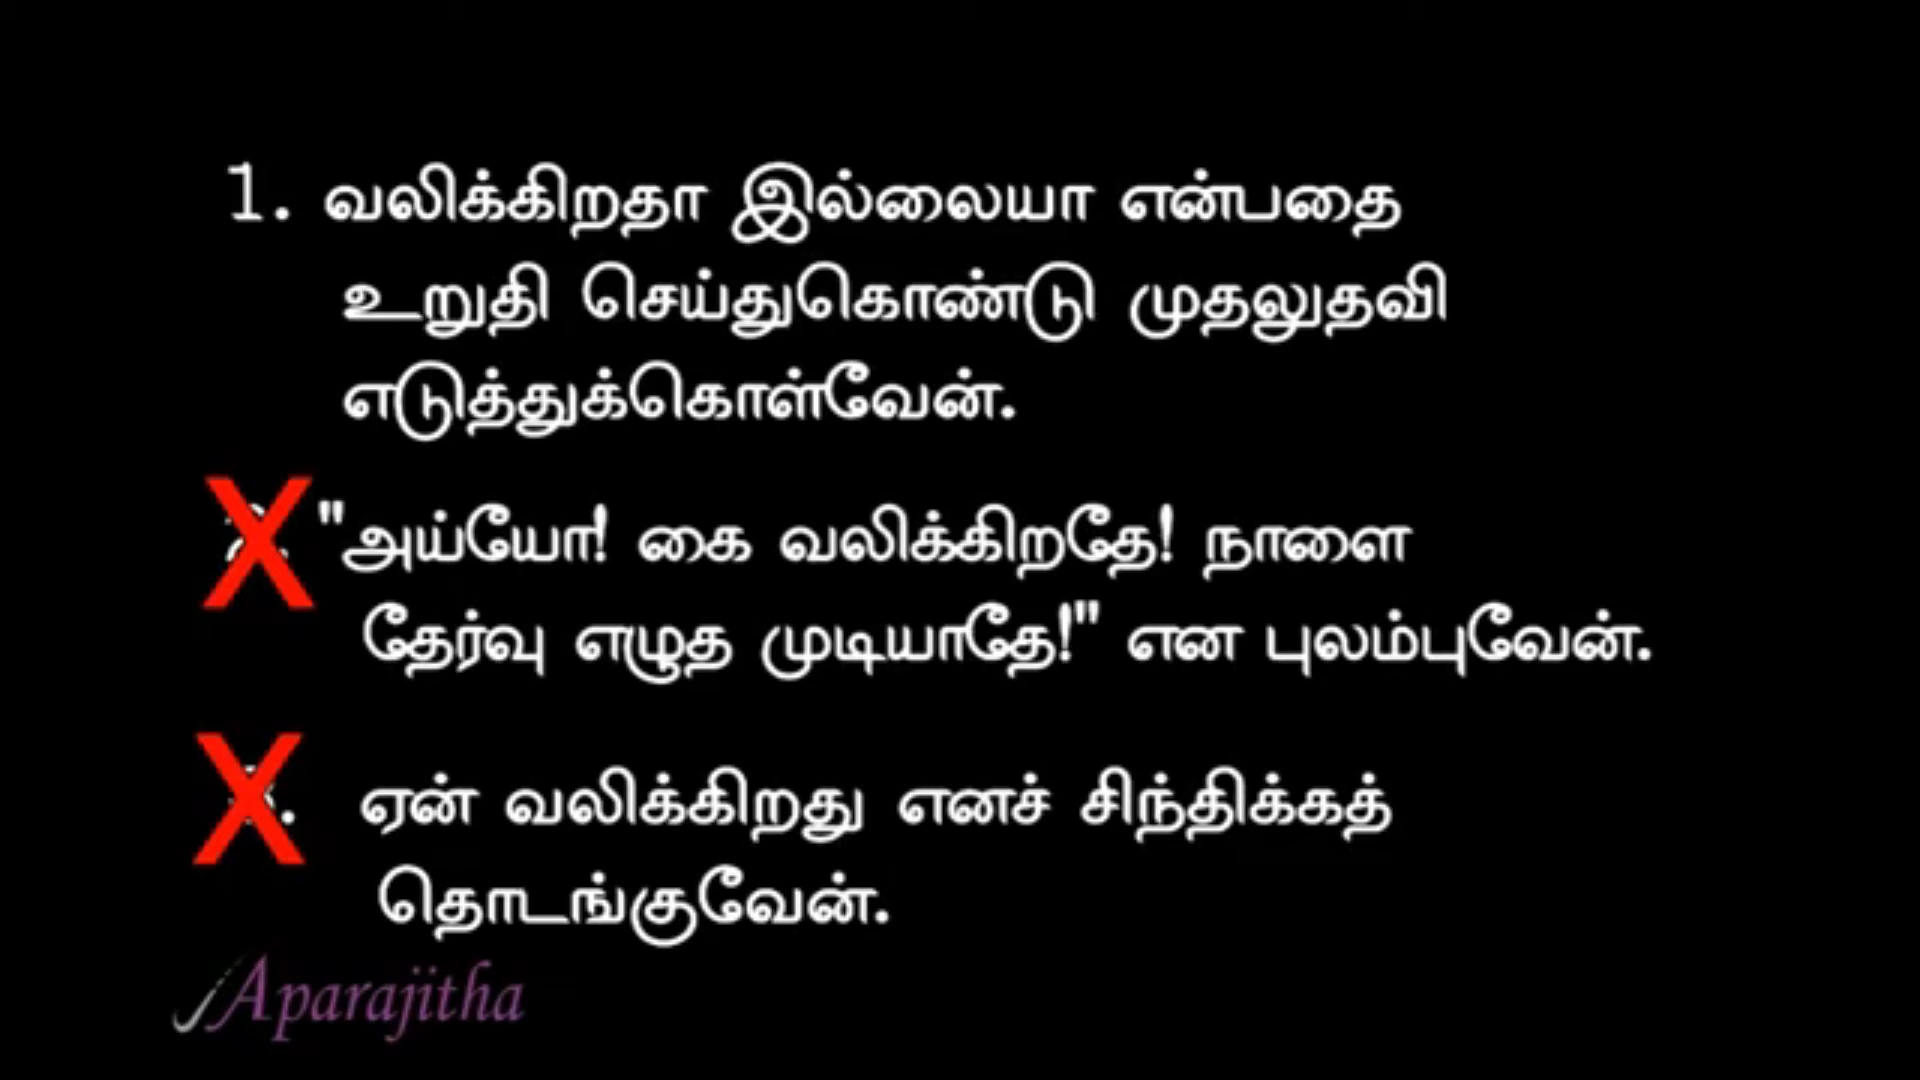 1. வலிக்கிறதா இல்லையா என்பதை
உறுதி செய்துகொண்டு முதலுதவி
எடுத்துக்கொள்வேன்.
X "அய்யோ! கை வலிக்கிறதே! நாளை
தேர்வு எழுத முடியாதே!" என புலம்புவேன்.
X . ஏன் வலிக்கிறது எனச் சிந்திக்கத்
தொடங்குவேன்.
Aparajitha